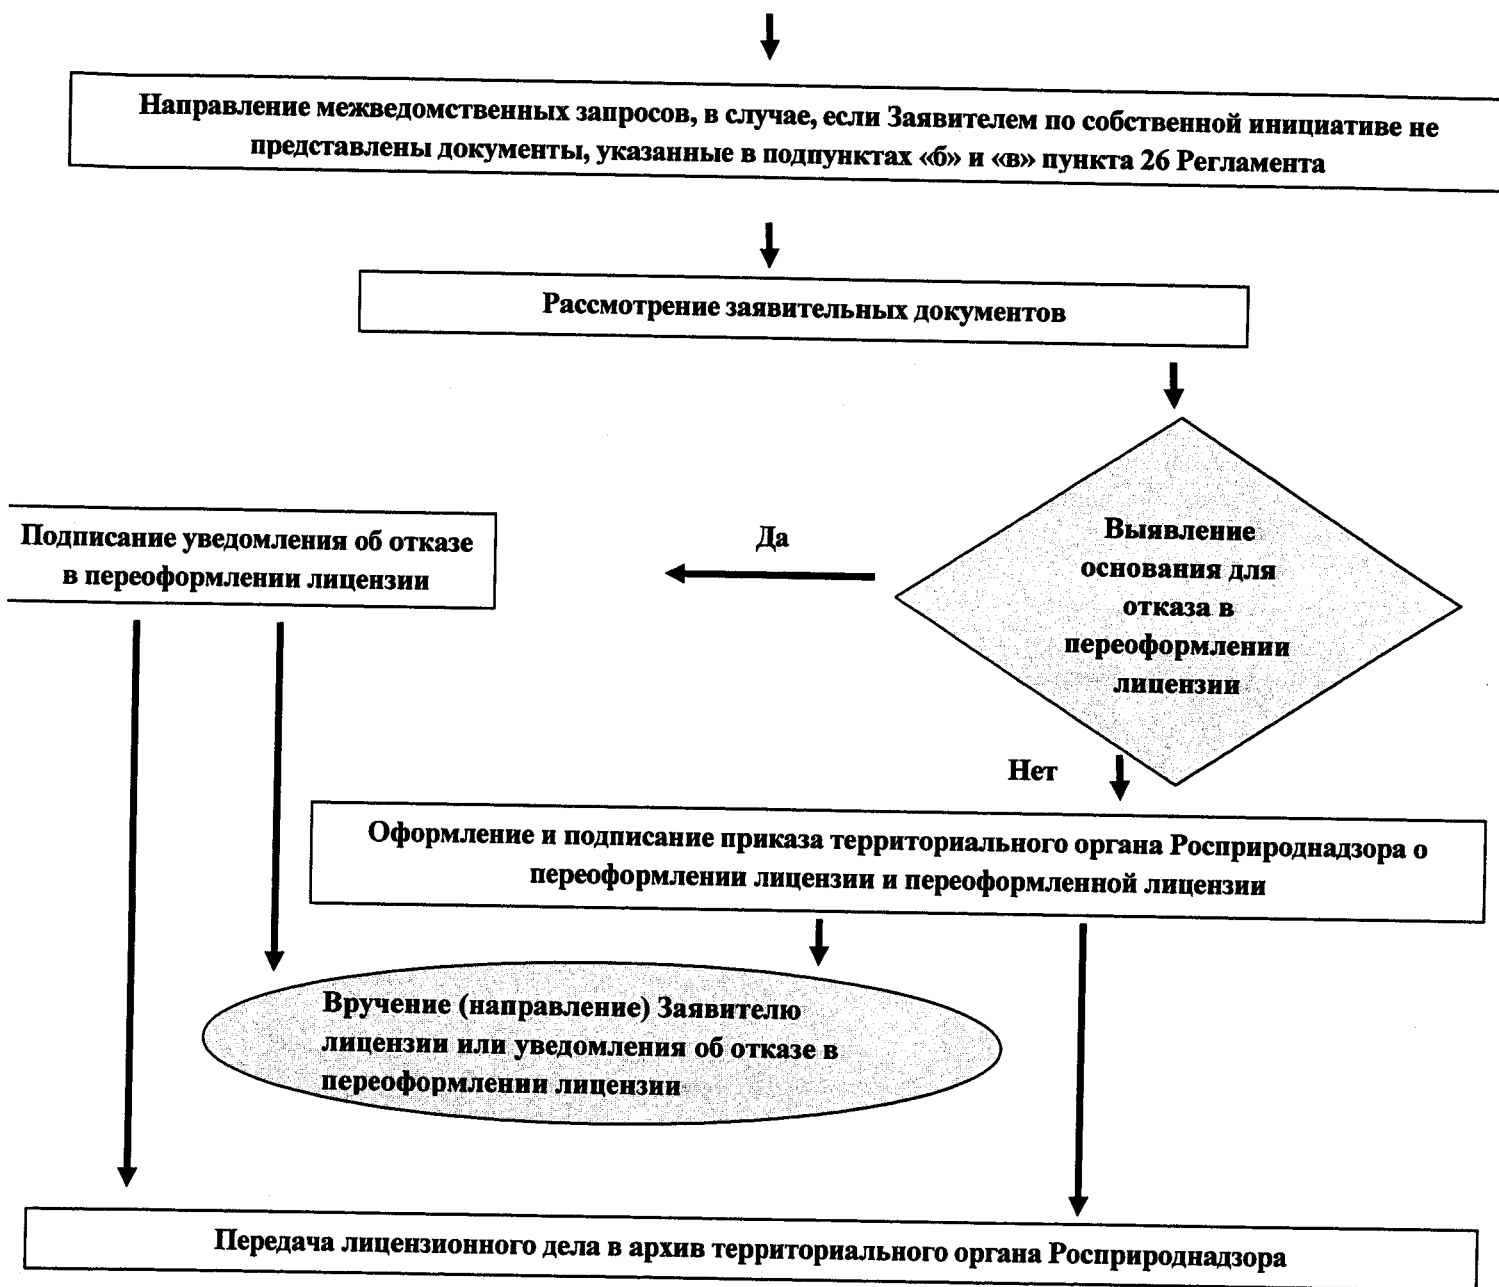 Направление межведомственных запросов, в случае, если Заявителем по собственной инициативе не
представлены документы, указанные в подпунктах «б» и «в» пункта 26 Регламента
Рассмотрение заявительных документов
Подписание уведомления об отказе
в переоформлении лицензии
Да
Выявление
основания для
отказа в
переоформлении
лицензии
Нет
Оформление и подписание приказа территориального органа Росприроднадзора о
переоформлении лицензии и переоформленной лицензии
Вручение (направление) Заявителю
лицензии или уведомления об отказе в
переоформлении лицензии
Передача лицензионного дела в архив территориального органа Росприроднадзора